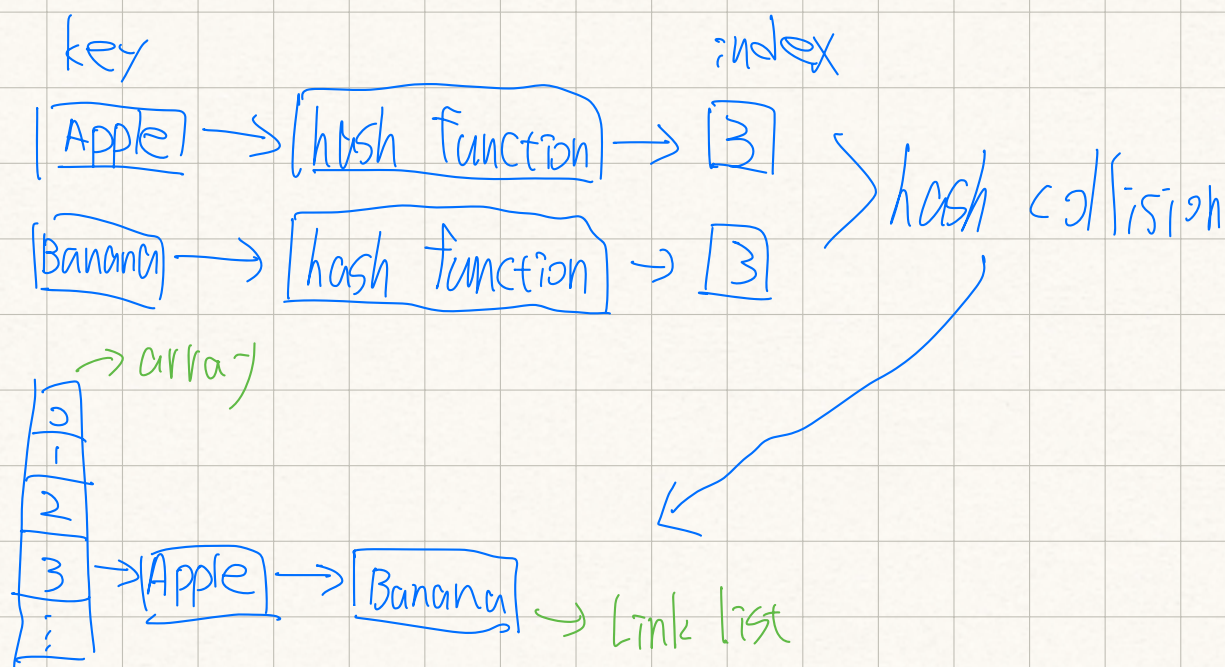 key index
Apple hash function 3
hash collision
Banana hash function 3
array
0
1
2
3 Apple Banana
Link list